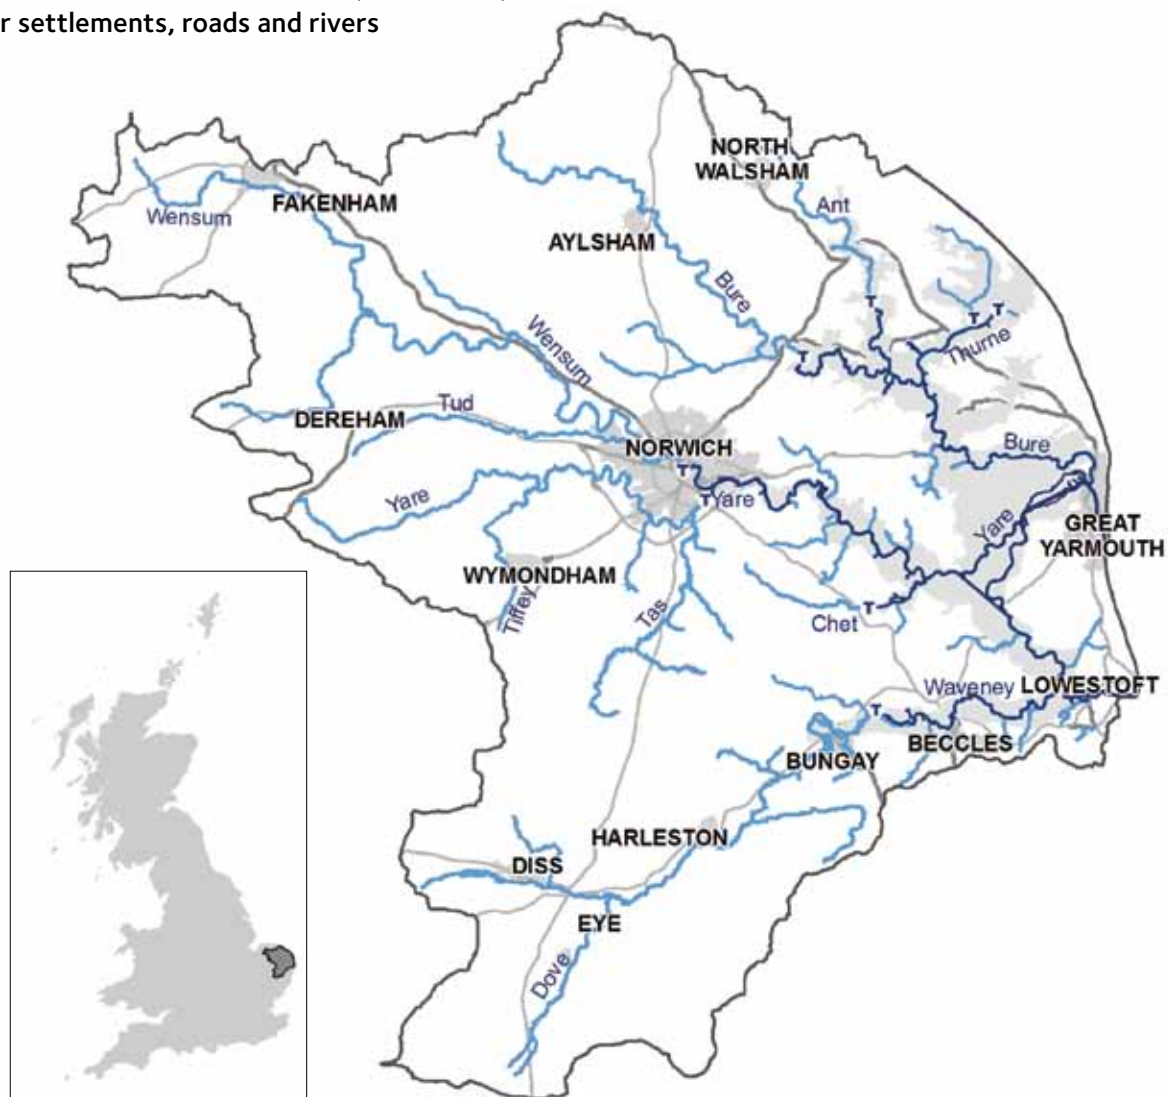 r settlements, roads and rivers
NORTH
WALSHAM
Ant
FAKENHAM
Wensum
AYLSHAM
Bure
T
T
T
Thurne
Wensum
T
Tud
DEREHAM
NORWICH
Bure
T
T
Yare
Yare
Yare
GREAT
YARMOUTH
WYMONDHAM
Tiffey
Tas
T
Chet
Waveney
LOWESTOFT
T
BECCLES
BUNGAY
HARLESTON
DISS
EYE
Dove